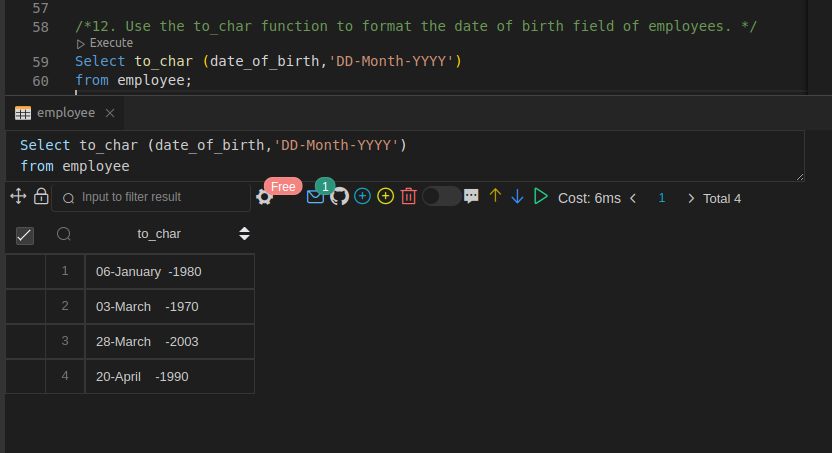 57
58 /*12. Use the to_char function to format the date of birth field of employees. */
Execute
59 Select to_char (date_of_birth,'DD-Month-YYYY')
60 from employee;
employee
Select to_char (date_of_birth,'DD-Month-YYYY')
from employee
Input to filter result Free 1 Cost: 6ms 1 Total 4
to_char
1 06-January  -1980
2 03-March    -1970
3 28-March    -2003
4 20-April    -1990